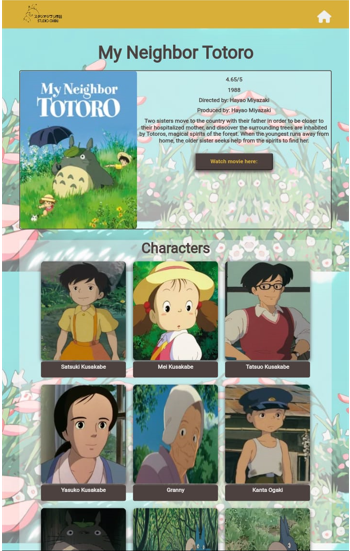 STUDIO GHIBLI
My Neighbor Totoro
My Neighbor
TOTORO
4.65/5
1988
Directed by: Hayao Miyazaki
Produced by: Hayao Miyazaki
Two sisters move to the country with their father in order to be closer to
their hospitalized mother, and discover the surrounding trees are inhabited
by Totoros, magical spirits of the forest. When the youngest runs away from
home, the older sister seeks help from the spirits to find her.
Watch movie here:
Characters
Satsuki Kusakabe
Mei Kusakabe
Tatsuo Kusakabe
Yasuko Kusakabe
Granny
Kanta Ogaki